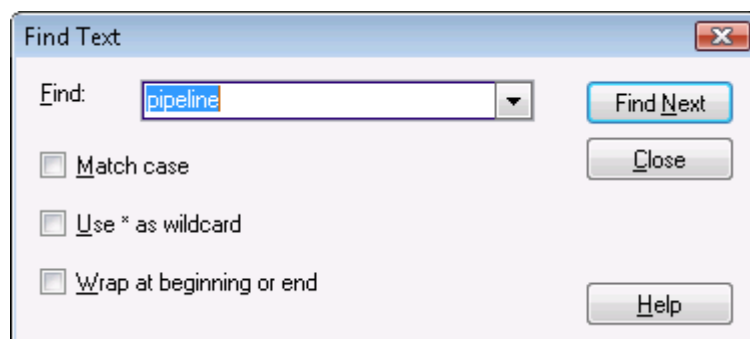 Find Text
Find: pipeline Find Next
Match case Close
Use * as wildcard
Wrap at beginning or end
Help